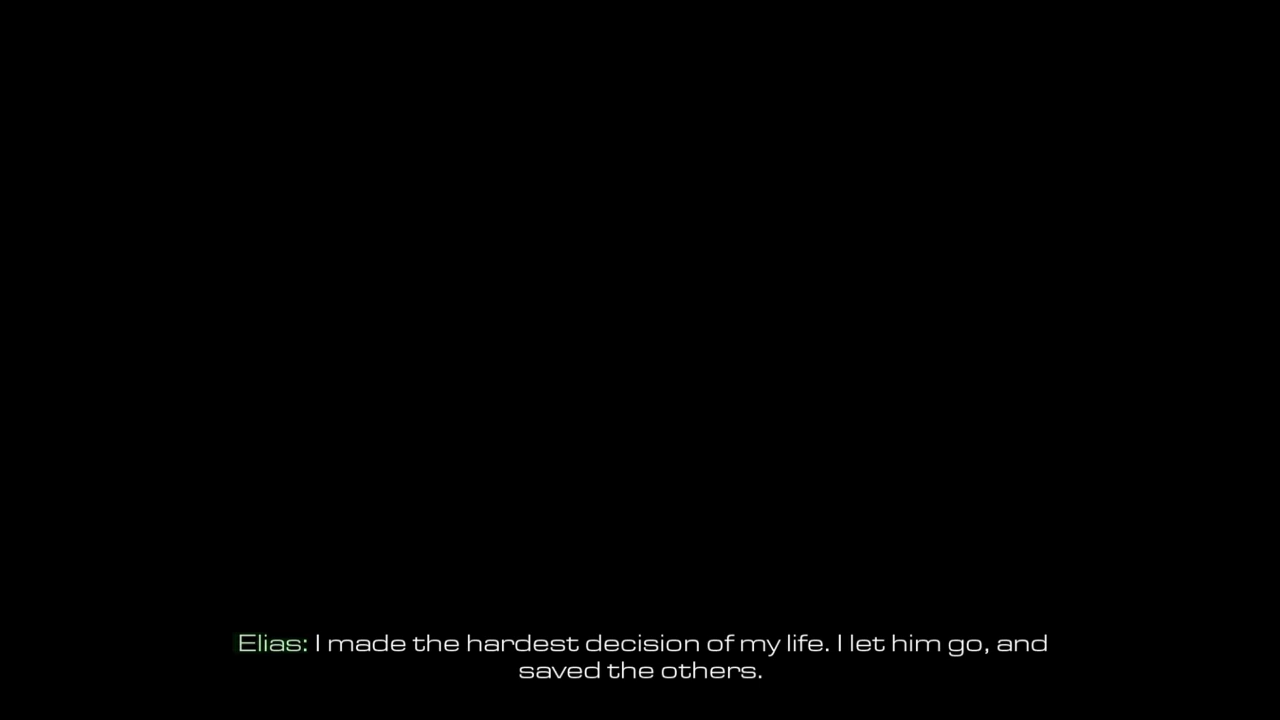 Elias: I made the hardest decision of my life. I let him go, and
saved the others.